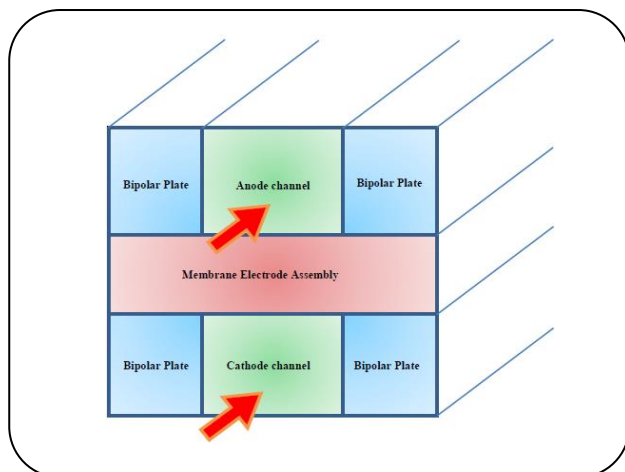 Bipolar Plate Anode channel Bipolar Plate
Membrane Electrode Assembly
Bipolar Plate Cathode channel Bipolar Plate